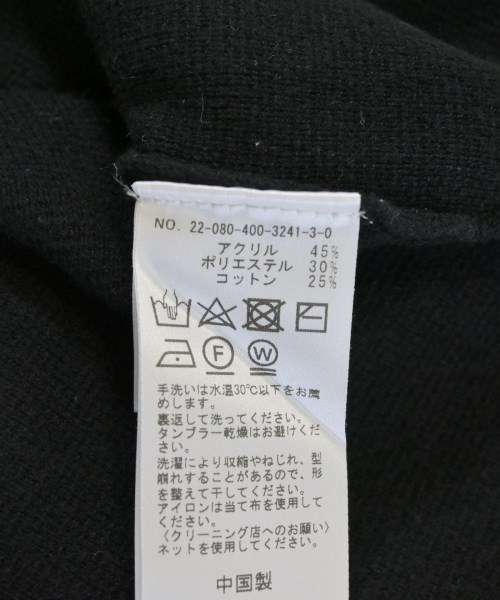 NO. 22-080-400-3241-3-0
アクリル 45%
ポリエステル 30%
コットン 25%
F W
手洗いは水温30℃以下をお薦
めします。
裏返して洗ってください。
タンブラー乾燥はお避けくだ
さい。
洗濯により収縮やねじれ、型
崩れすることがあるので、形
を整えて干してください。
アイロンは当て布を使用して
ください。
〈クリーニング店へのお願い〉
ネットを使用してください。
中国製